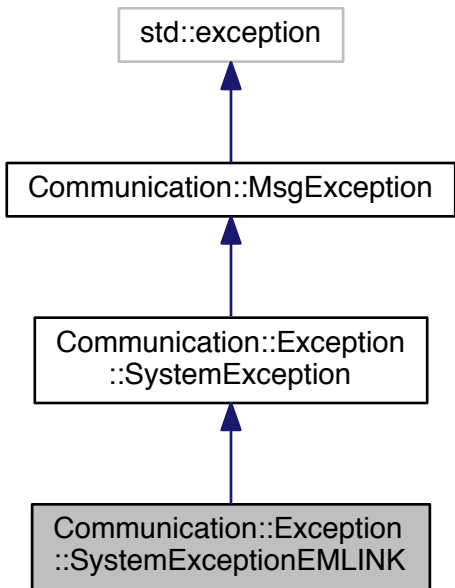 std::exception
Communication::MsgException
Communication::Exception
::SystemException
Communication::Exception
::SystemExceptionEMLINK